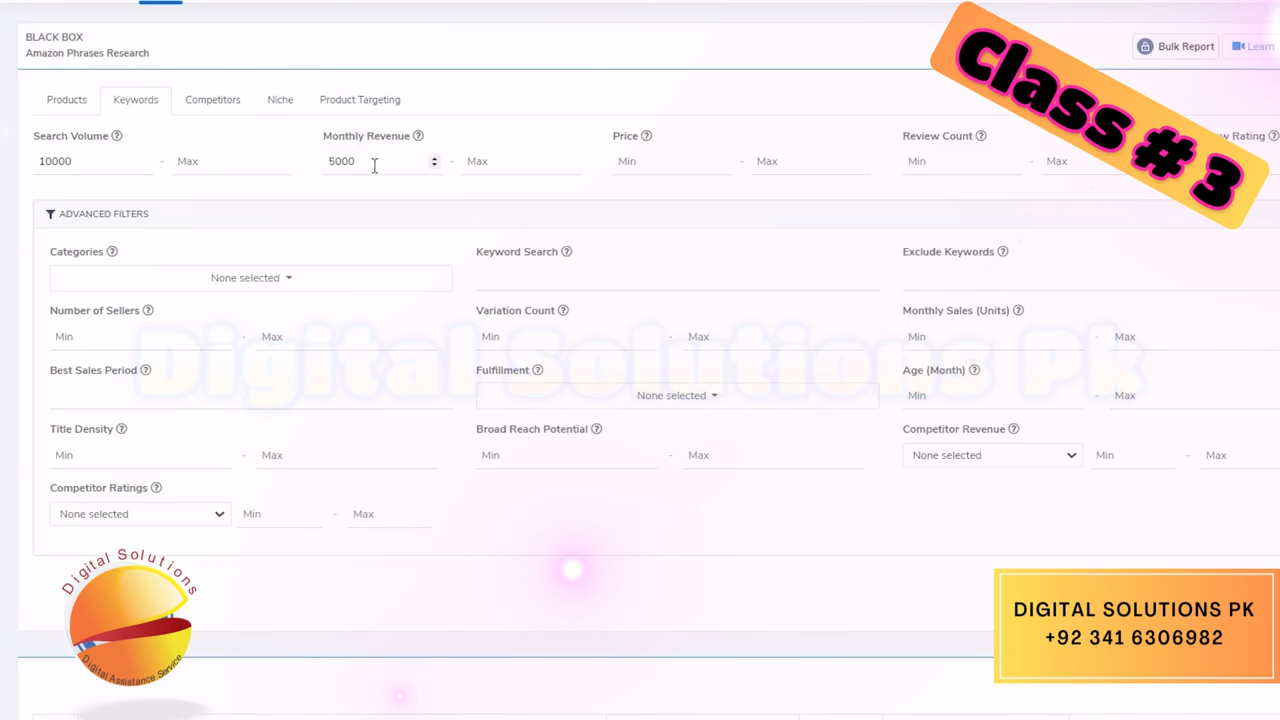 BLACK BOX
Amazon Phrases Research
Bulk Report
Learn
Class # 3
Products Keywords Competitors Niche Product Targeting
Search Volume Monthly Revenue Price Review Count Rating
10000 - Max 5000 - Max Min - Max Min - Max
ADVANCED FILTERS
Categories Keyword Search Exclude Keywords
None selected
Number of Sellers Variation Count Monthly Sales (Units)
Min - Max Min - Max Min - Max
Digital Solutions Pk
Best Sales Period Fulfillment Age (Month)
None selected Min - Max
Title Density Broad Reach Potential Competitor Revenue
Min - Max Min - Max None selected Min - Max
Competitor Ratings
None selected Min - Max
Digital Solutions
Digital Assistance Service
DIGITAL SOLUTIONS PK
+92 341 6306982